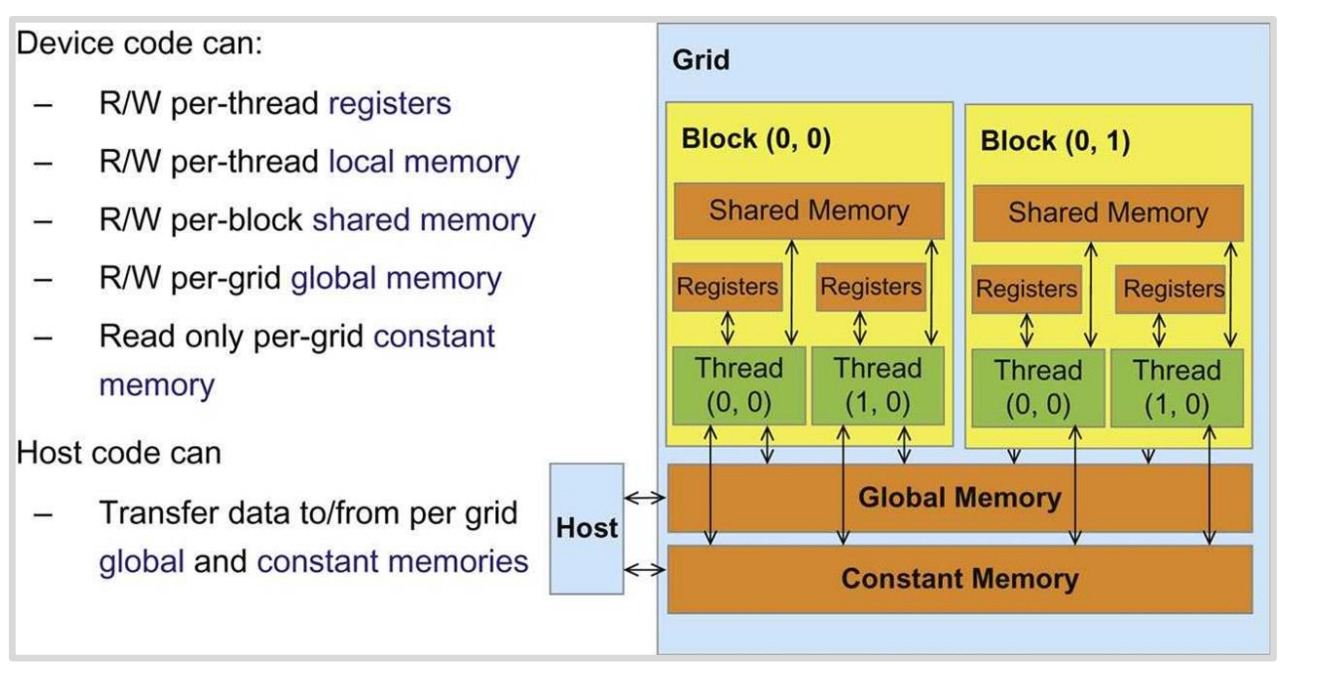 Device code can:
– R/W per-thread registers
– R/W per-thread local memory
– R/W per-block shared memory
– R/W per-grid global memory
– Read only per-grid constant
memory
Host code can
– Transfer data to/from per grid
global and constant memories
Host
Grid
Block (0, 0)
Shared Memory
Registers
Registers
Thread
(0, 0)
Thread
(1, 0)
Block (0, 1)
Shared Memory
Registers
Registers
Thread
(0, 0)
Thread
(1, 0)
Global Memory
Constant Memory